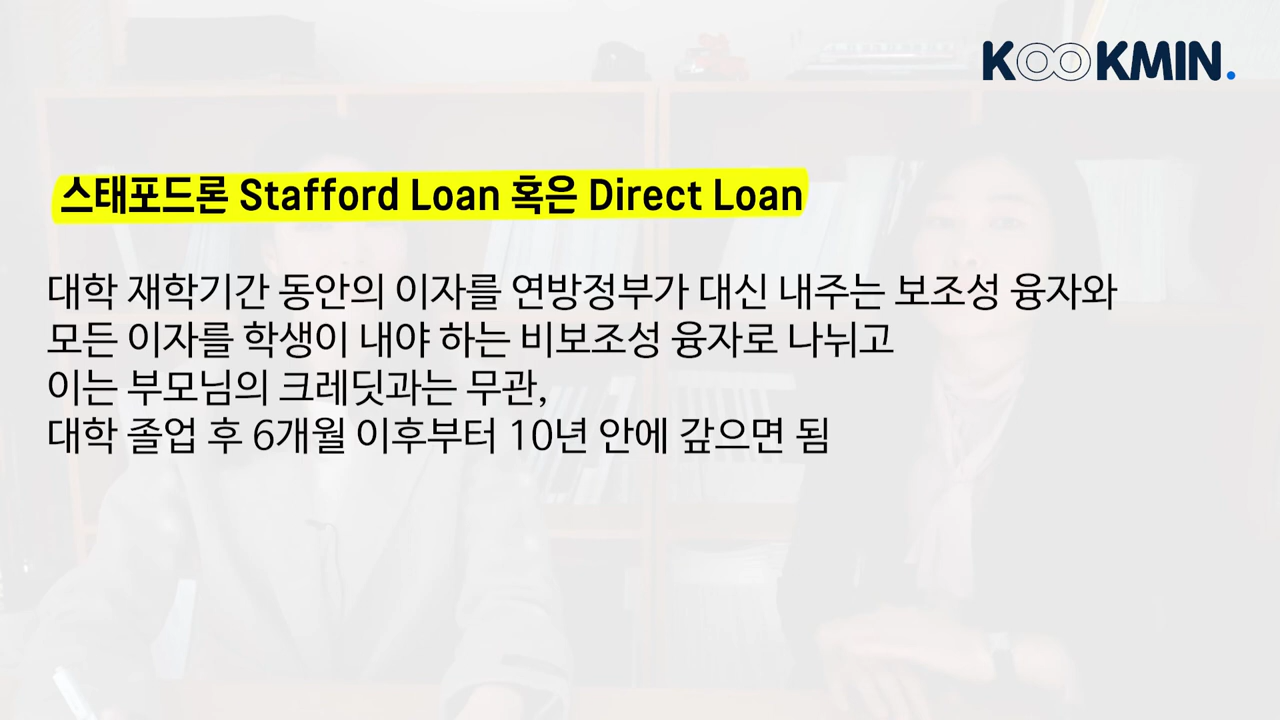 KOOKMIN.
스태포드론 Stafford Loan 혹은 Direct Loan
대학 재학기간 동안의 이자를 연방정부가 대신 내주는 보조성 융자와
모든 이자를 학생이 내야 하는 비보조성 융자로 나뉘고
이는 부모님의 크레딧과는 무관,
대학 졸업 후 6개월 이후부터 10년 안에 갚으면 됨